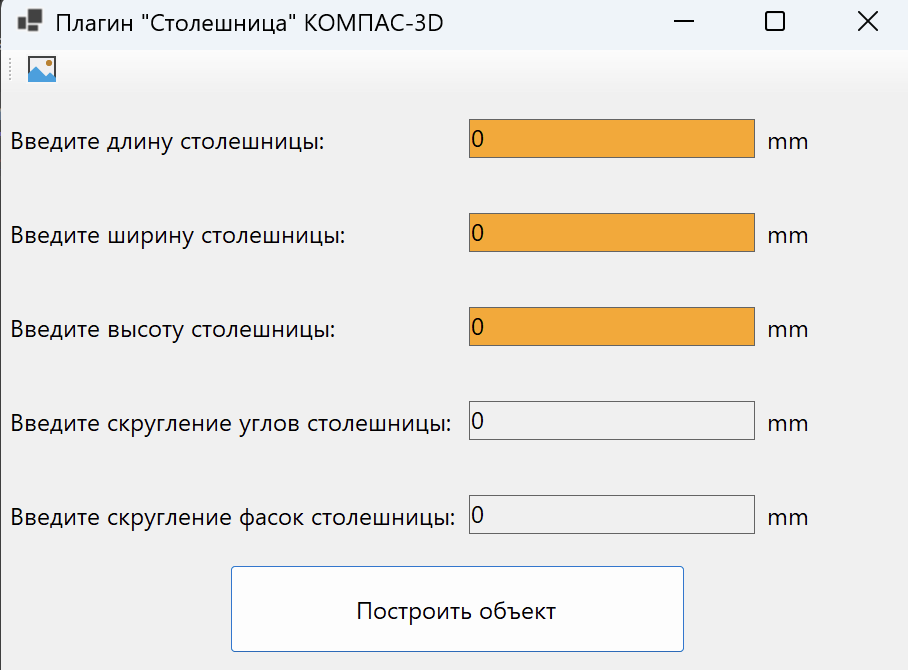 Плагин "Столешница" КОМПАС-3D
Введите длину столешницы: 0 mm
Введите ширину столешницы: 0 mm
Введите высоту столешницы: 0 mm
Введите скругление углов столешницы: 0 mm
Введите скругление фасок столешницы: 0 mm
Построить объект